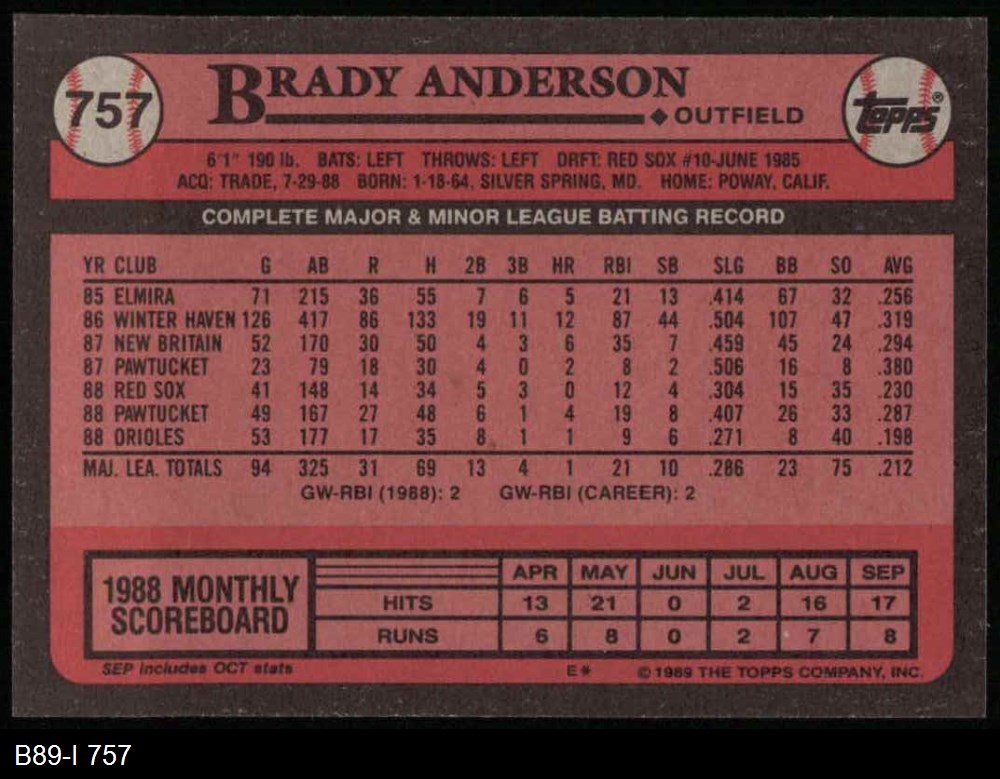 757
BRADY ANDERSON
◆ OUTFIELD
topps®
6'1" 190 lb. BATS: LEFT THROWS: LEFT DRFT: RED SOX #10-JUNE 1985
ACQ: TRADE, 7-29-88 BORN: 1-18-64, SILVER SPRING, MD. HOME: POWAY, CALIF.
COMPLETE MAJOR & MINOR LEAGUE BATTING RECORD
YR CLUB G AB R H 2B 3B HR RBI SB SLG BB SO AVG
85 ELMIRA 71 215 36 55 7 6 5 21 13 .414 67 32 .256
86 WINTER HAVEN 126 417 86 133 19 11 12 87 44 .504 107 47 .319
87 NEW BRITAIN 52 170 30 50 4 3 6 35 7 .459 45 24 .294
87 PAWTUCKET 23 79 18 30 4 0 2 8 2 .506 16 8 .380
88 RED SOX 41 148 14 34 5 3 0 12 4 .304 15 35 .230
88 PAWTUCKET 49 167 27 48 6 1 4 19 8 .407 26 33 .287
88 ORIOLES 53 177 17 35 8 1 1 9 6 .271 8 40 .198
MAJ. LEA. TOTALS 94 325 31 69 13 4 1 21 10 .286 23 75 .212
GW-RBI (1988): 2 GW-RBI (CAREER): 2
1988 MONTHLY SCOREBOARD
APR MAY JUN JUL AUG SEP
HITS 13 21 0 2 16 17
RUNS 6 8 0 2 7 8
SEP includes OCT stats
E*
© 1989 THE TOPPS COMPANY, INC.
B89-I 757